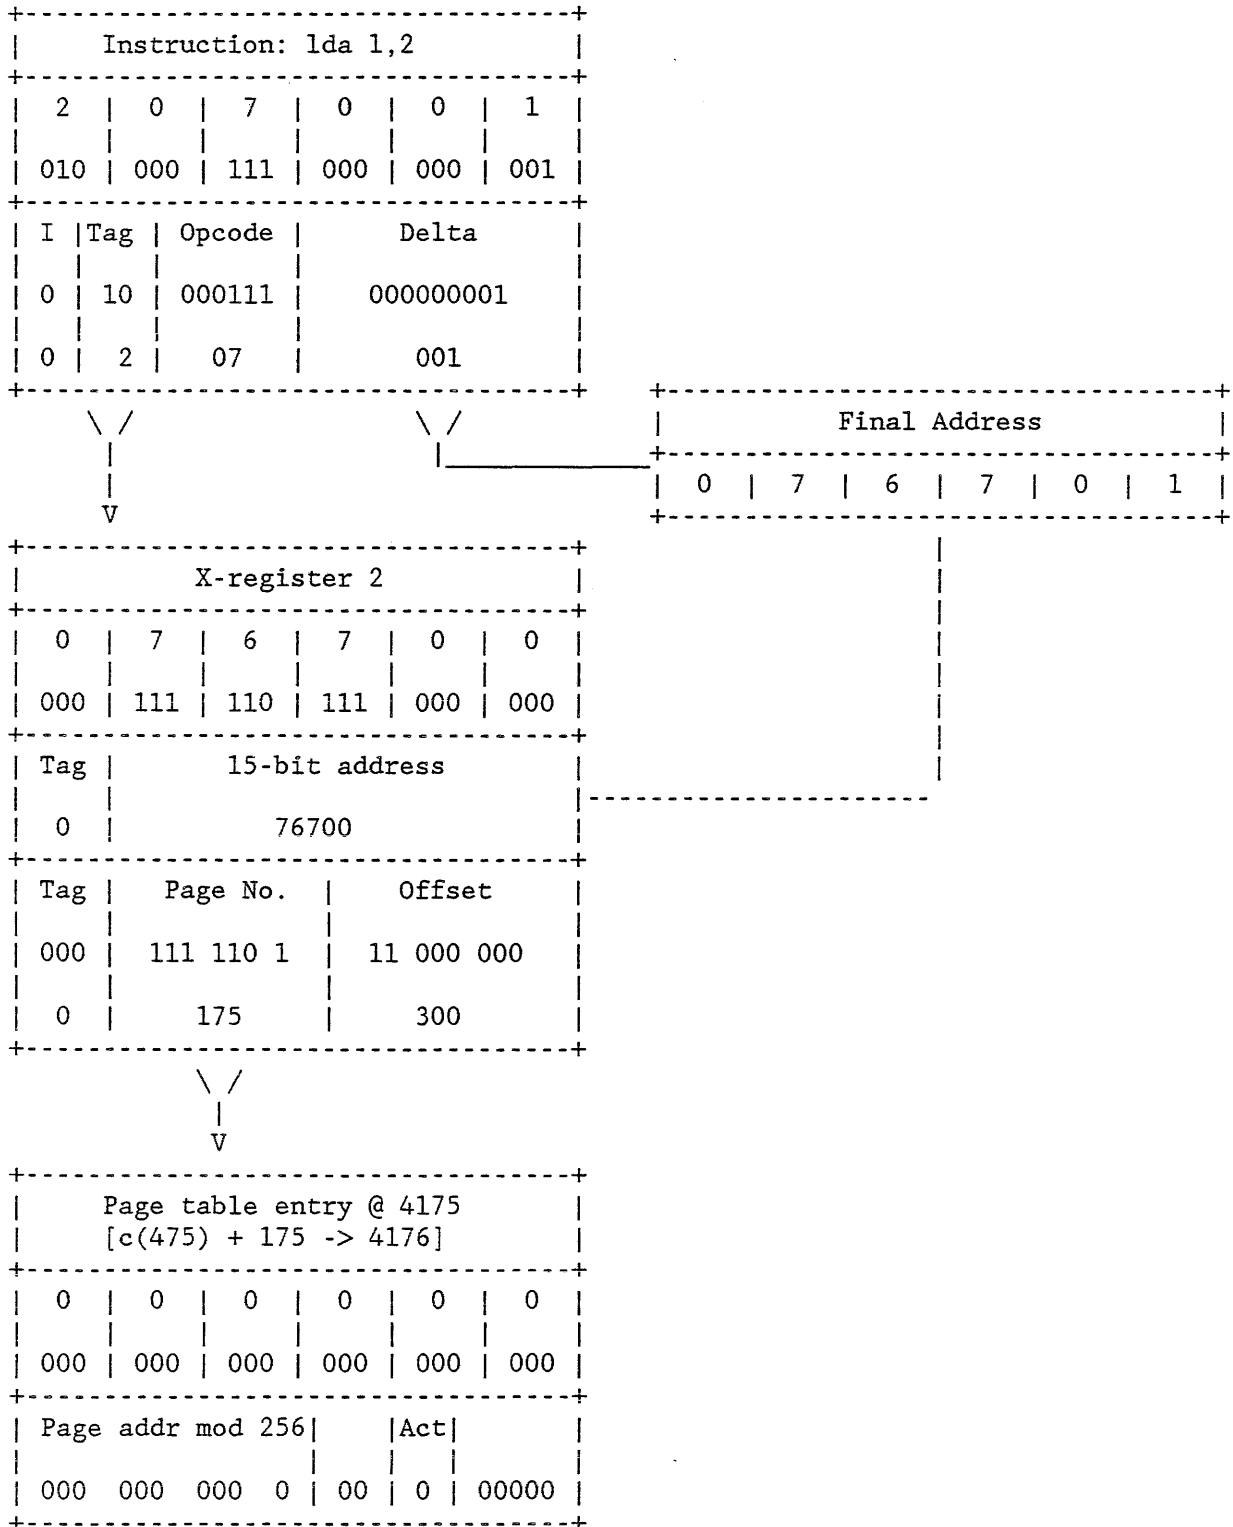 Instruction: lda 1,2
2 | 0 | 7 | 0 | 0 | 1
010 | 000 | 111 | 000 | 000 | 001
I | Tag | Opcode | Delta
0 | 10 | 000111 | 000000001
0 | 2 | 07 | 001
Final Address
0 | 7 | 6 | 7 | 0 | 1
V
X-register 2
0 | 7 | 6 | 7 | 0 | 0
000 | 111 | 110 | 111 | 000 | 000
Tag | 15-bit address
0 | 76700
Tag | Page No. | Offset
000 | 111 110 1 | 11 000 000
0 | 175 | 300
V
Page table entry @ 4175
[c(475) + 175 -> 4176]
0 | 0 | 0 | 0 | 0 | 0
000 | 000 | 000 | 000 | 000 | 000
Page addr mod 256| |Act|
000 000 000 0 | 00 | 0 | 00000